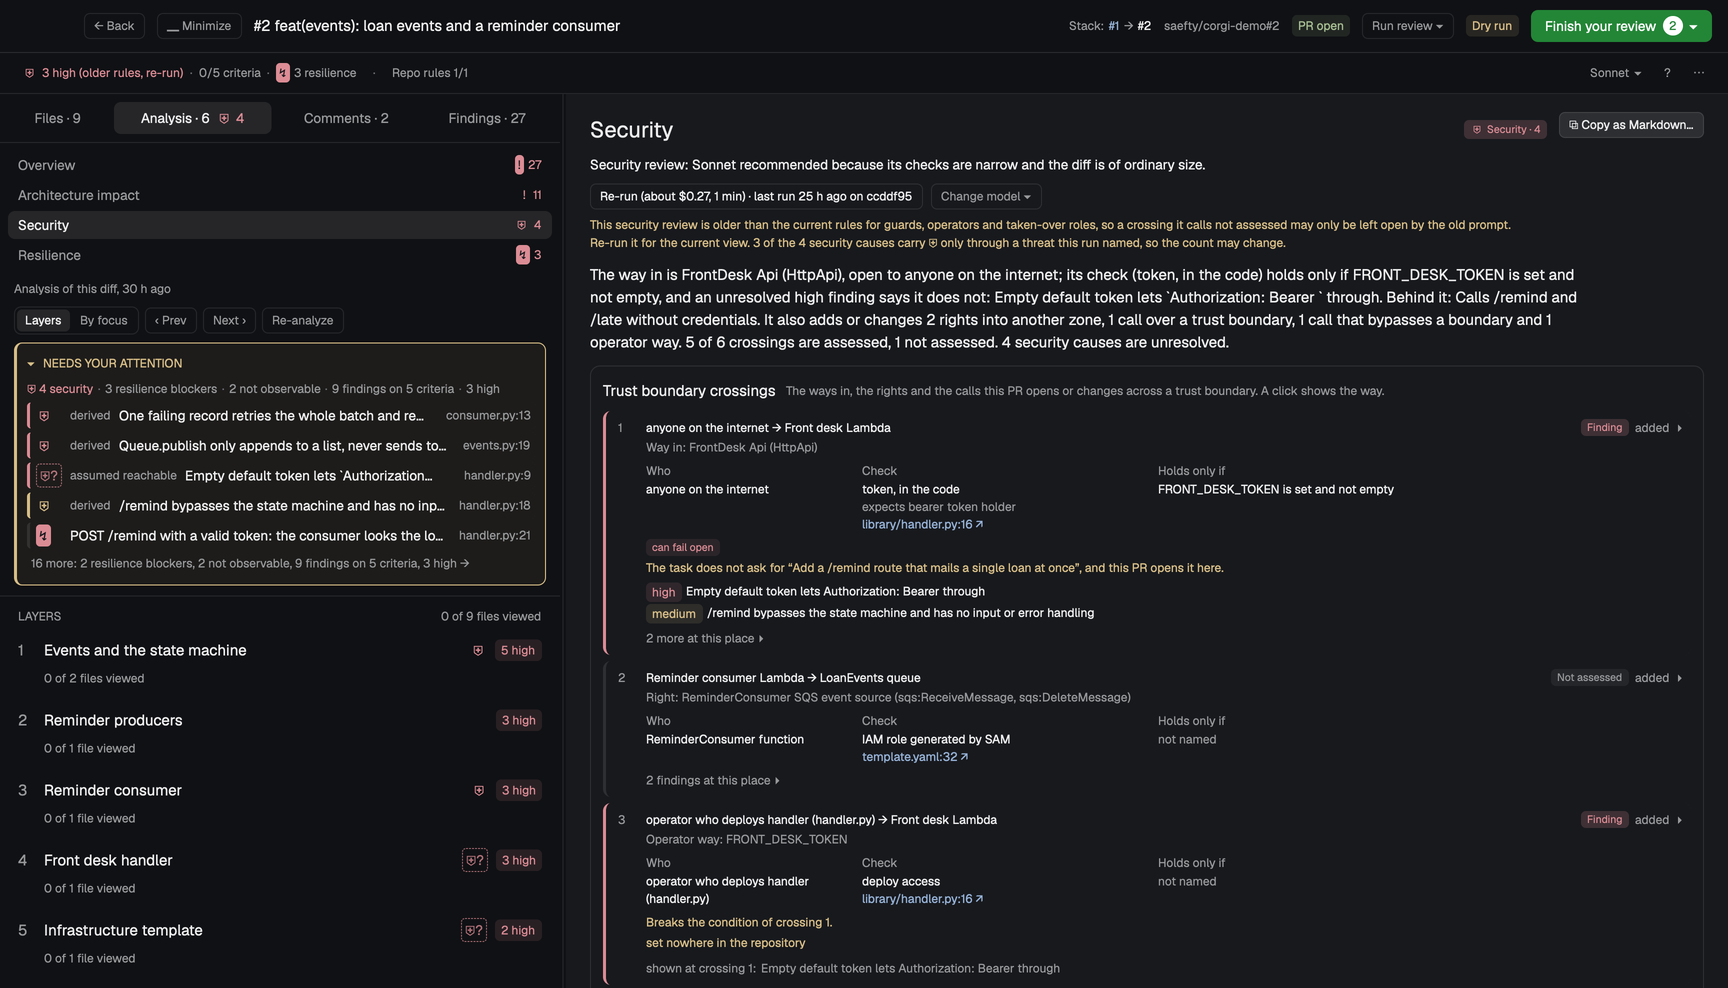 ← Back
Minimize
#2 feat(events): loan events and a reminder consumer
Stack: #1 → #2
saefty/corgi-demo#2
PR open
Run review
Dry run
Finish your review 2
3 high (older rules, re-run) · 0/5 criteria · 3 resilience · Repo rules 1/1
Sonnet
?
···
Files · 9
Analysis · 6 4
Comments · 2
Findings · 27
Overview ! 27
Architecture impact ! 11
Security 4
Resilience 3
Analysis of this diff, 30 h ago
Layers
By focus
‹ Prev
Next ›
Re-analyze
NEEDS YOUR ATTENTION
4 security · 3 resilience blockers · 2 not observable · 9 findings on 5 criteria · 3 high
derived One failing record retries the whole batch and re... consumer.py:13
derived Queue.publish only appends to a list, never sends to... events.py:19
? assumed reachable Empty default token lets `Authorization... handler.py:9
derived /remind bypasses the state machine and has no inp... handler.py:18
POST /remind with a valid token: the consumer looks the lo... handler.py:21
16 more: 2 resilience blockers, 2 not observable, 9 findings on 5 criteria, 3 high →
LAYERS
0 of 9 files viewed
1 Events and the state machine 5 high
0 of 2 files viewed
2 Reminder producers 3 high
0 of 1 file viewed
3 Reminder consumer 3 high
0 of 1 file viewed
4 Front desk handler ? 3 high
0 of 1 file viewed
5 Infrastructure template ? 2 high
0 of 1 file viewed
Security
Security · 4
Copy as Markdown...
Security review: Sonnet recommended because its checks are narrow and the diff is of ordinary size.
Re-run (about $0.27, 1 min) · last run 25 h ago on ccddf95
Change model
This security review is older than the current rules for guards, operators and taken-over roles, so a crossing it calls not assessed may only be left open by the old prompt.
Re-run it for the current view. 3 of the 4 security causes carry only through a threat this run named, so the count may change.
The way in is FrontDesk Api (HttpApi), open to anyone on the internet; its check (token, in the code) holds only if FRONT_DESK_TOKEN is set and
not empty, and an unresolved high finding says it does not: Empty default token lets `Authorization: Bearer ` through. Behind it: Calls /remind and
/late without credentials. It also adds or changes 2 rights into another zone, 1 call over a trust boundary, 1 call that bypasses a boundary and 1
operator way. 5 of 6 crossings are assessed, 1 not assessed. 4 security causes are unresolved.
Trust boundary crossings The ways in, the rights and the calls this PR opens or changes across a trust boundary. A click shows the way.
1 anyone on the internet → Front desk Lambda Finding added
Way in: FrontDesk Api (HttpApi)
Who Check Holds only if
anyone on the internet token, in the code FRONT_DESK_TOKEN is set and not empty
expects bearer token holder
library/handler.py:16 ↗
can fail open
The task does not ask for “Add a /remind route that mails a single loan at once”, and this PR opens it here.
high Empty default token lets Authorization: Bearer through
medium /remind bypasses the state machine and has no input or error handling
2 more at this place
2 Reminder consumer Lambda → LoanEvents queue Not assessed added
Right: ReminderConsumer SQS event source (sqs:ReceiveMessage, sqs:DeleteMessage)
Who Check Holds only if
ReminderConsumer function IAM role generated by SAM not named
template.yaml:32 ↗
2 findings at this place
3 operator who deploys handler (handler.py) → Front desk Lambda Finding added
Operator way: FRONT_DESK_TOKEN
Who Check Holds only if
operator who deploys handler deploy access not named
(handler.py) library/handler.py:16 ↗
Breaks the condition of crossing 1.
set nowhere in the repository
shown at crossing 1: Empty default token lets Authorization: Bearer through